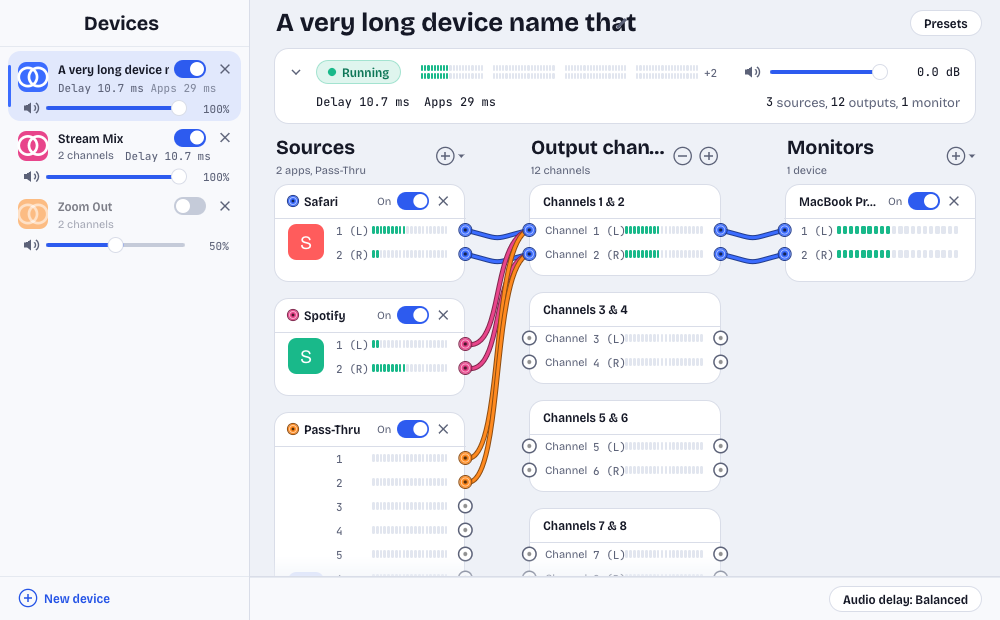 Devices
A very long device r
Delay 10.7 ms Apps 29 ms
100%
Stream Mix
2 channels Delay 10.7 ms
100%
Zoom Out
2 channels
50%
New device
A very long device name that
Presets
Running
+2
0.0 dB
Delay 10.7 ms Apps 29 ms
3 sources, 12 outputs, 1 monitor
Sources
2 apps, Pass-Thru
Output chan...
12 channels
Monitors
1 device
Safari On
S
1 (L)
2 (R)
Spotify On
S
1 (L)
2 (R)
Pass-Thru On
1
2
3
4
5
Channels 1 & 2
Channel 1 (L)
Channel 2 (R)
Channels 3 & 4
Channel 3 (L)
Channel 4 (R)
Channels 5 & 6
Channel 5 (L)
Channel 6 (R)
Channels 7 & 8
Channel 7 (L)
MacBook Pr... On
1 (L)
2 (R)
Audio delay: Balanced